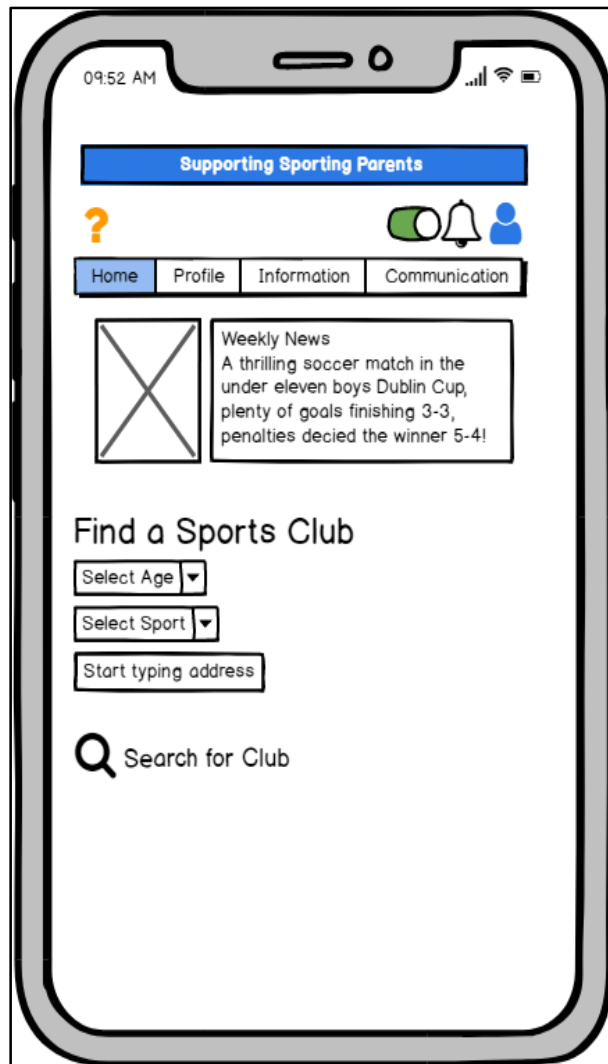 09:52 AM
Supporting Sporting Parents
?
Home Profile Information Communication
Weekly News
A thrilling soccer match in the
under eleven boys Dublin Cup,
plenty of goals finishing 3-3,
penalties decied the winner 5-4!
Find a Sports Club
Select Age
Select Sport
Start typing address
Search for Club